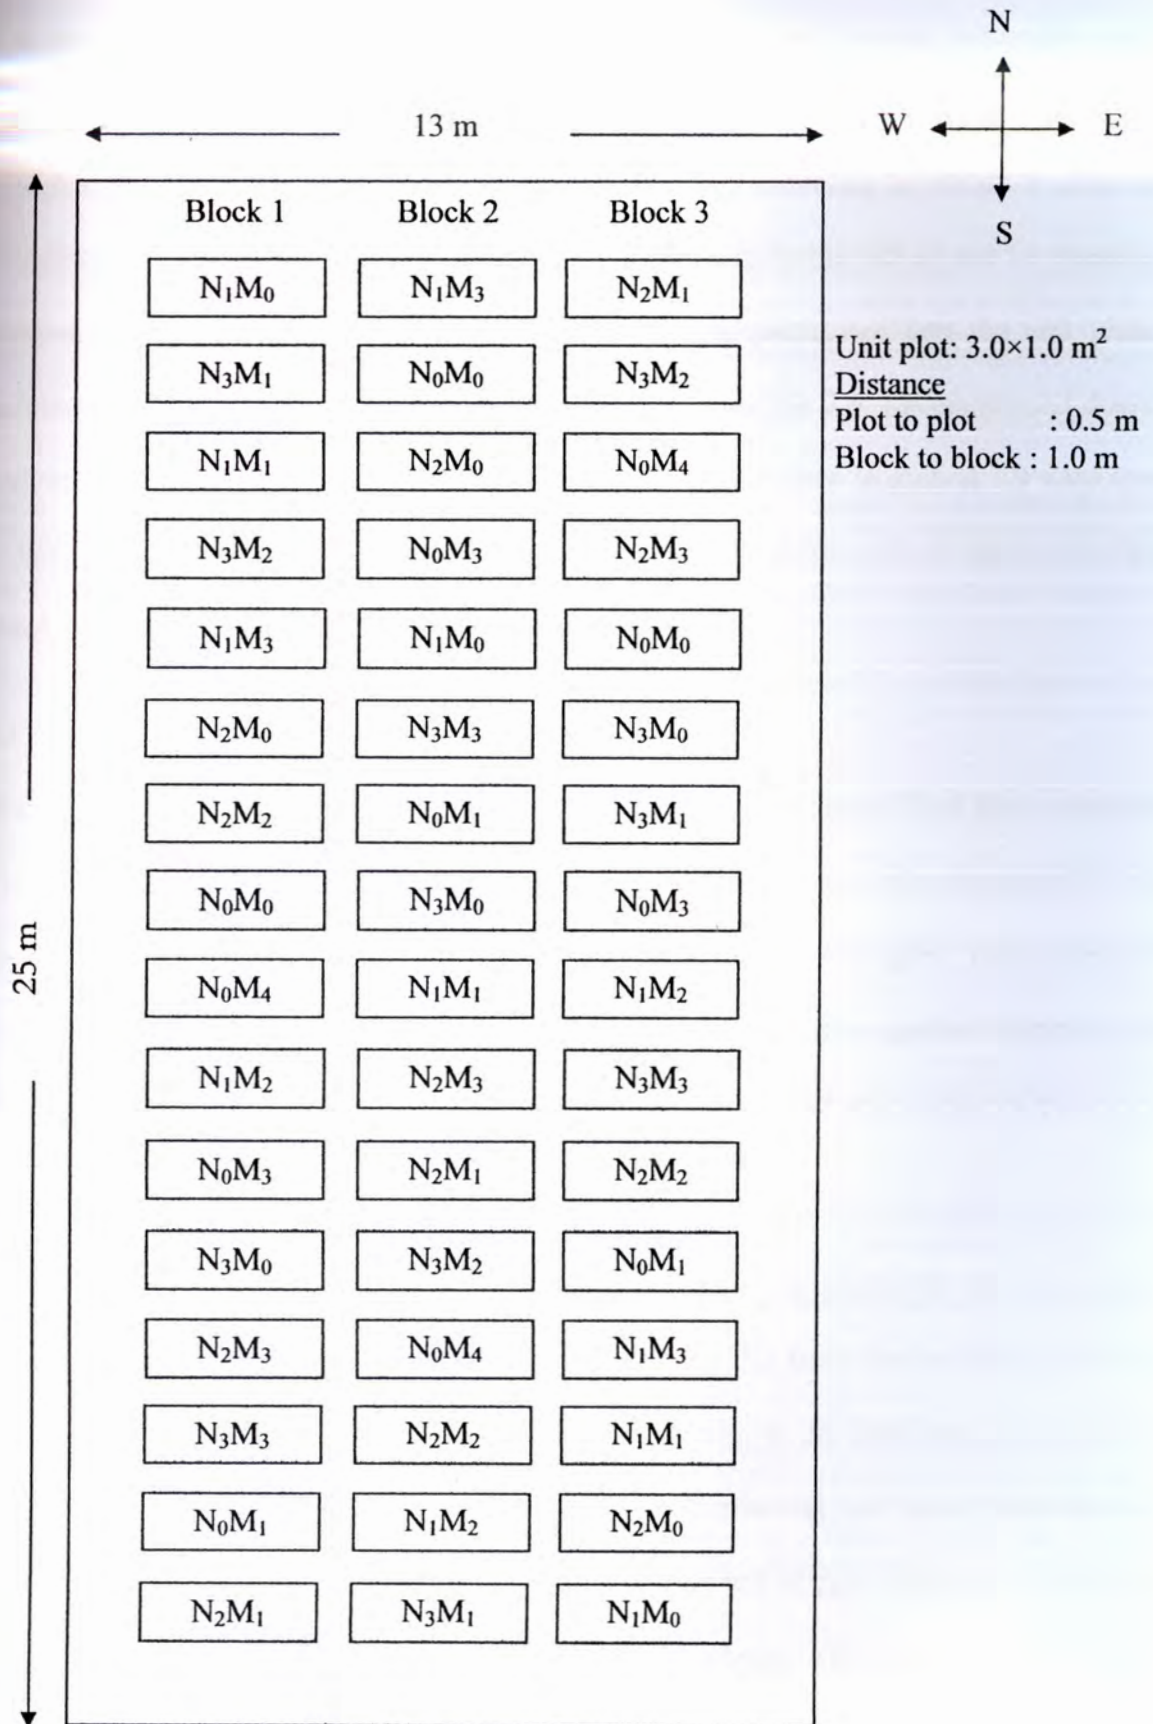 N
13 m
W E
S
Block 1 Block 2 Block 3
N₁M₀ N₁M₃ N₂M₁
Unit plot: 3.0×1.0 m²
N₃M₁ N₀M₀ N₃M₂
Distance
Plot to plot : 0.5 m
N₁M₁ N₂M₀ N₀M₄
Block to block : 1.0 m
N₃M₂ N₀M₃ N₂M₃
N₁M₃ N₁M₀ N₀M₀
N₂M₀ N₃M₃ N₃M₀
N₂M₂ N₀M₁ N₃M₁
N₀M₀ N₃M₀ N₀M₃
25 m
N₀M₄ N₁M₁ N₁M₂
N₁M₂ N₂M₃ N₃M₃
N₀M₃ N₂M₁ N₂M₂
N₃M₀ N₃M₂ N₀M₁
N₂M₃ N₀M₄ N₁M₃
N₃M₃ N₂M₂ N₁M₁
N₀M₁ N₁M₂ N₂M₀
N₂M₁ N₃M₁ N₁M₀